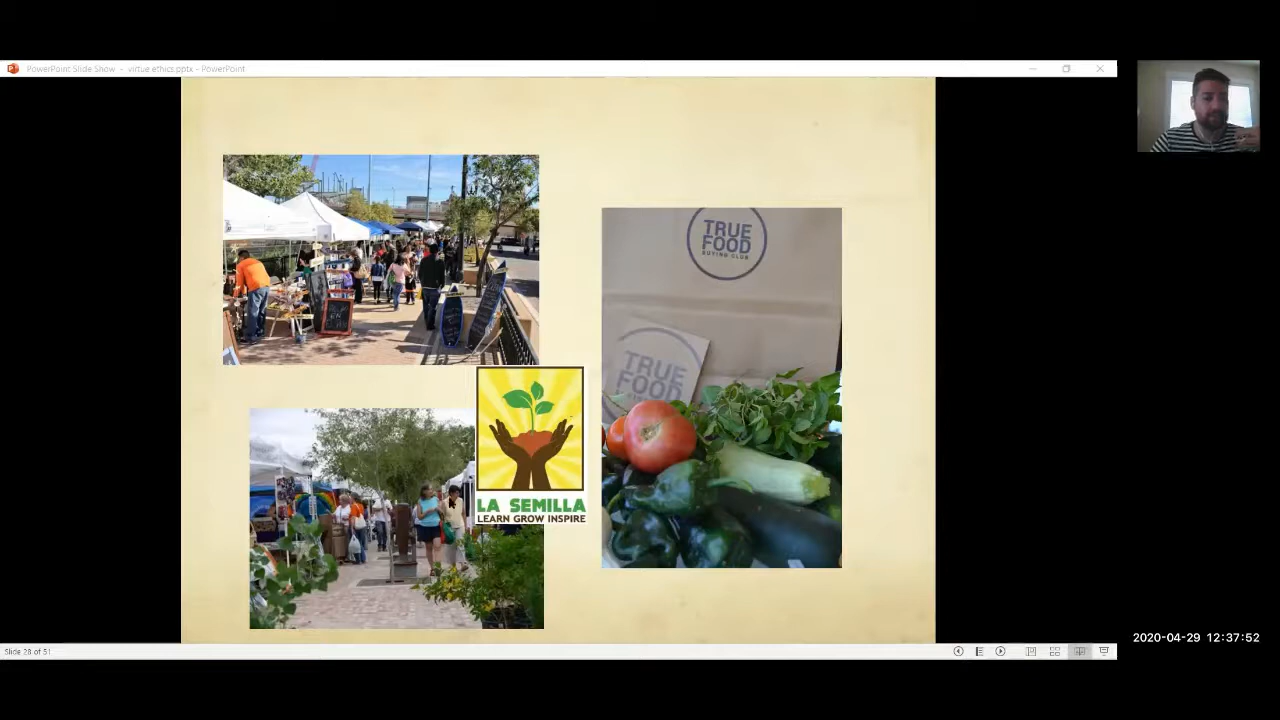 PowerPoint Slide Show - virtue ethics.pptx - PowerPoint
TRUE
FOOD
BUYING CLUB
TRUE
FOOD
LA SEMILLA
LEARN GROW INSPIRE
2020-04-29 12:37:52
Slide 28 of 51